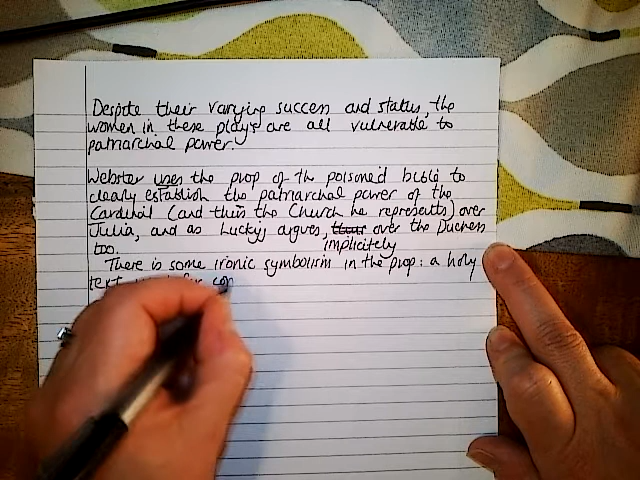 Despite their varying success and status, the
women in these plays are all vulnerable to
patriarchal power.
Webster uses the prop of the poisoned bible to
clearly establish the patriarchal power of the
Cardinal (and thus the Church he represents) over
Julia, and as Luckyj argues, over the Duchess
too. implicitely
There is some ironic symbolism in the prop: a holy
text